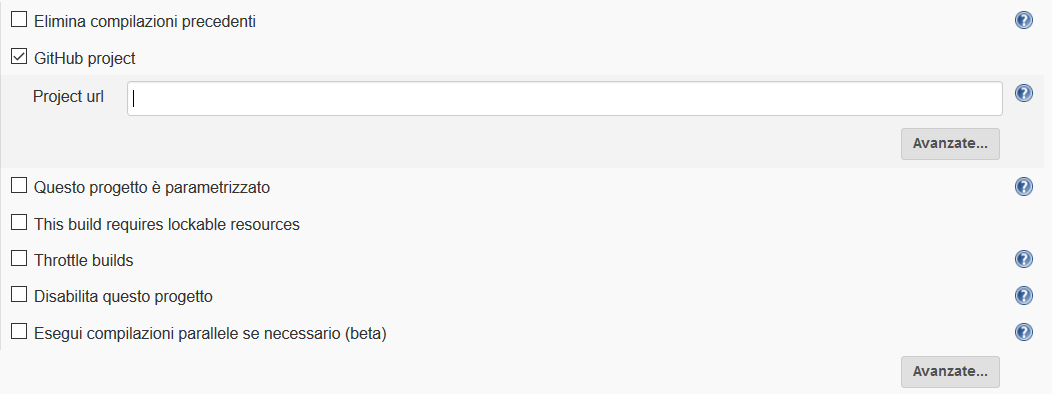 Elimina compilazioni precedenti
GitHub project
Project url
Avanzate...
Questo progetto è parametrizzato
This build requires lockable resources
Throttle builds
Disabilita questo progetto
Esegui compilazioni parallele se necessario (beta)
Avanzate...